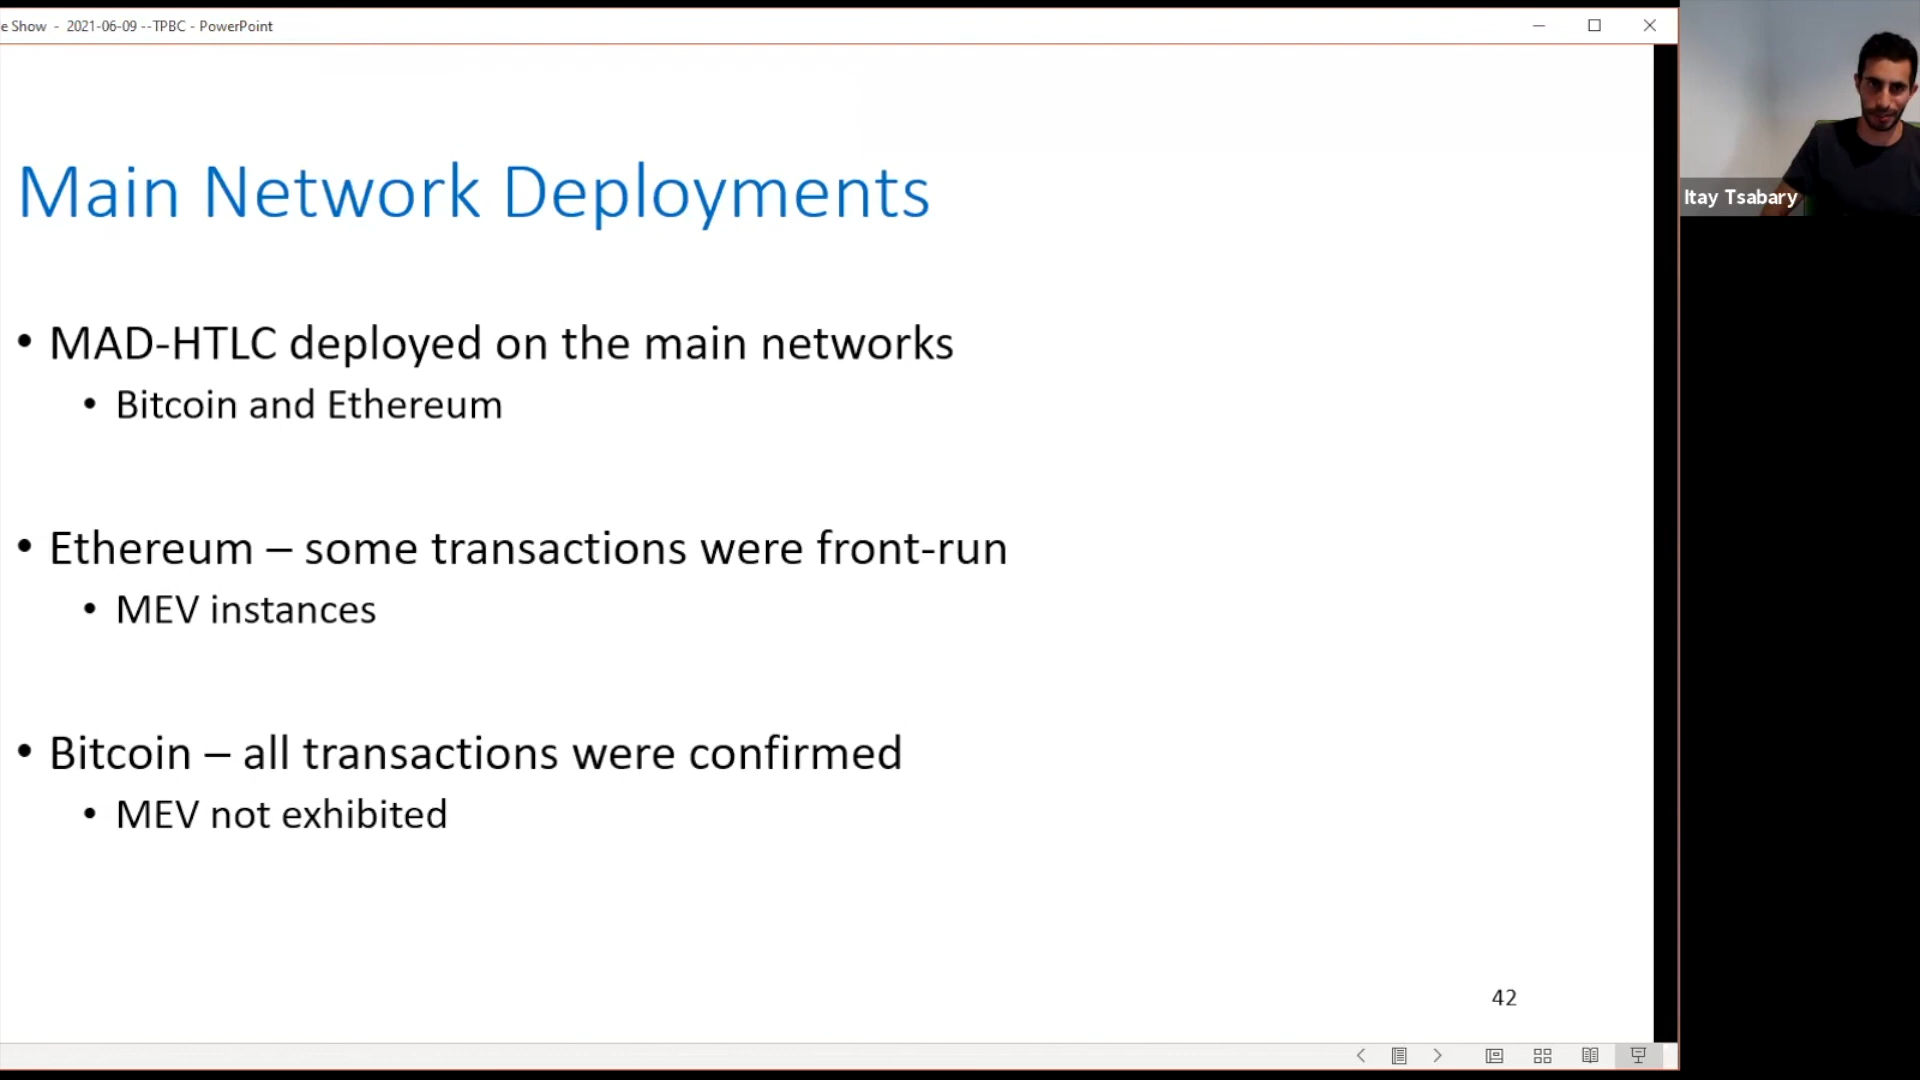 e Show - 2021-06-09 --TPBC - PowerPoint
Itay Tsabary
Main Network Deployments
• MAD-HTLC deployed on the main networks
• Bitcoin and Ethereum
• Ethereum – some transactions were front-run
• MEV instances
• Bitcoin – all transactions were confirmed
• MEV not exhibited
42